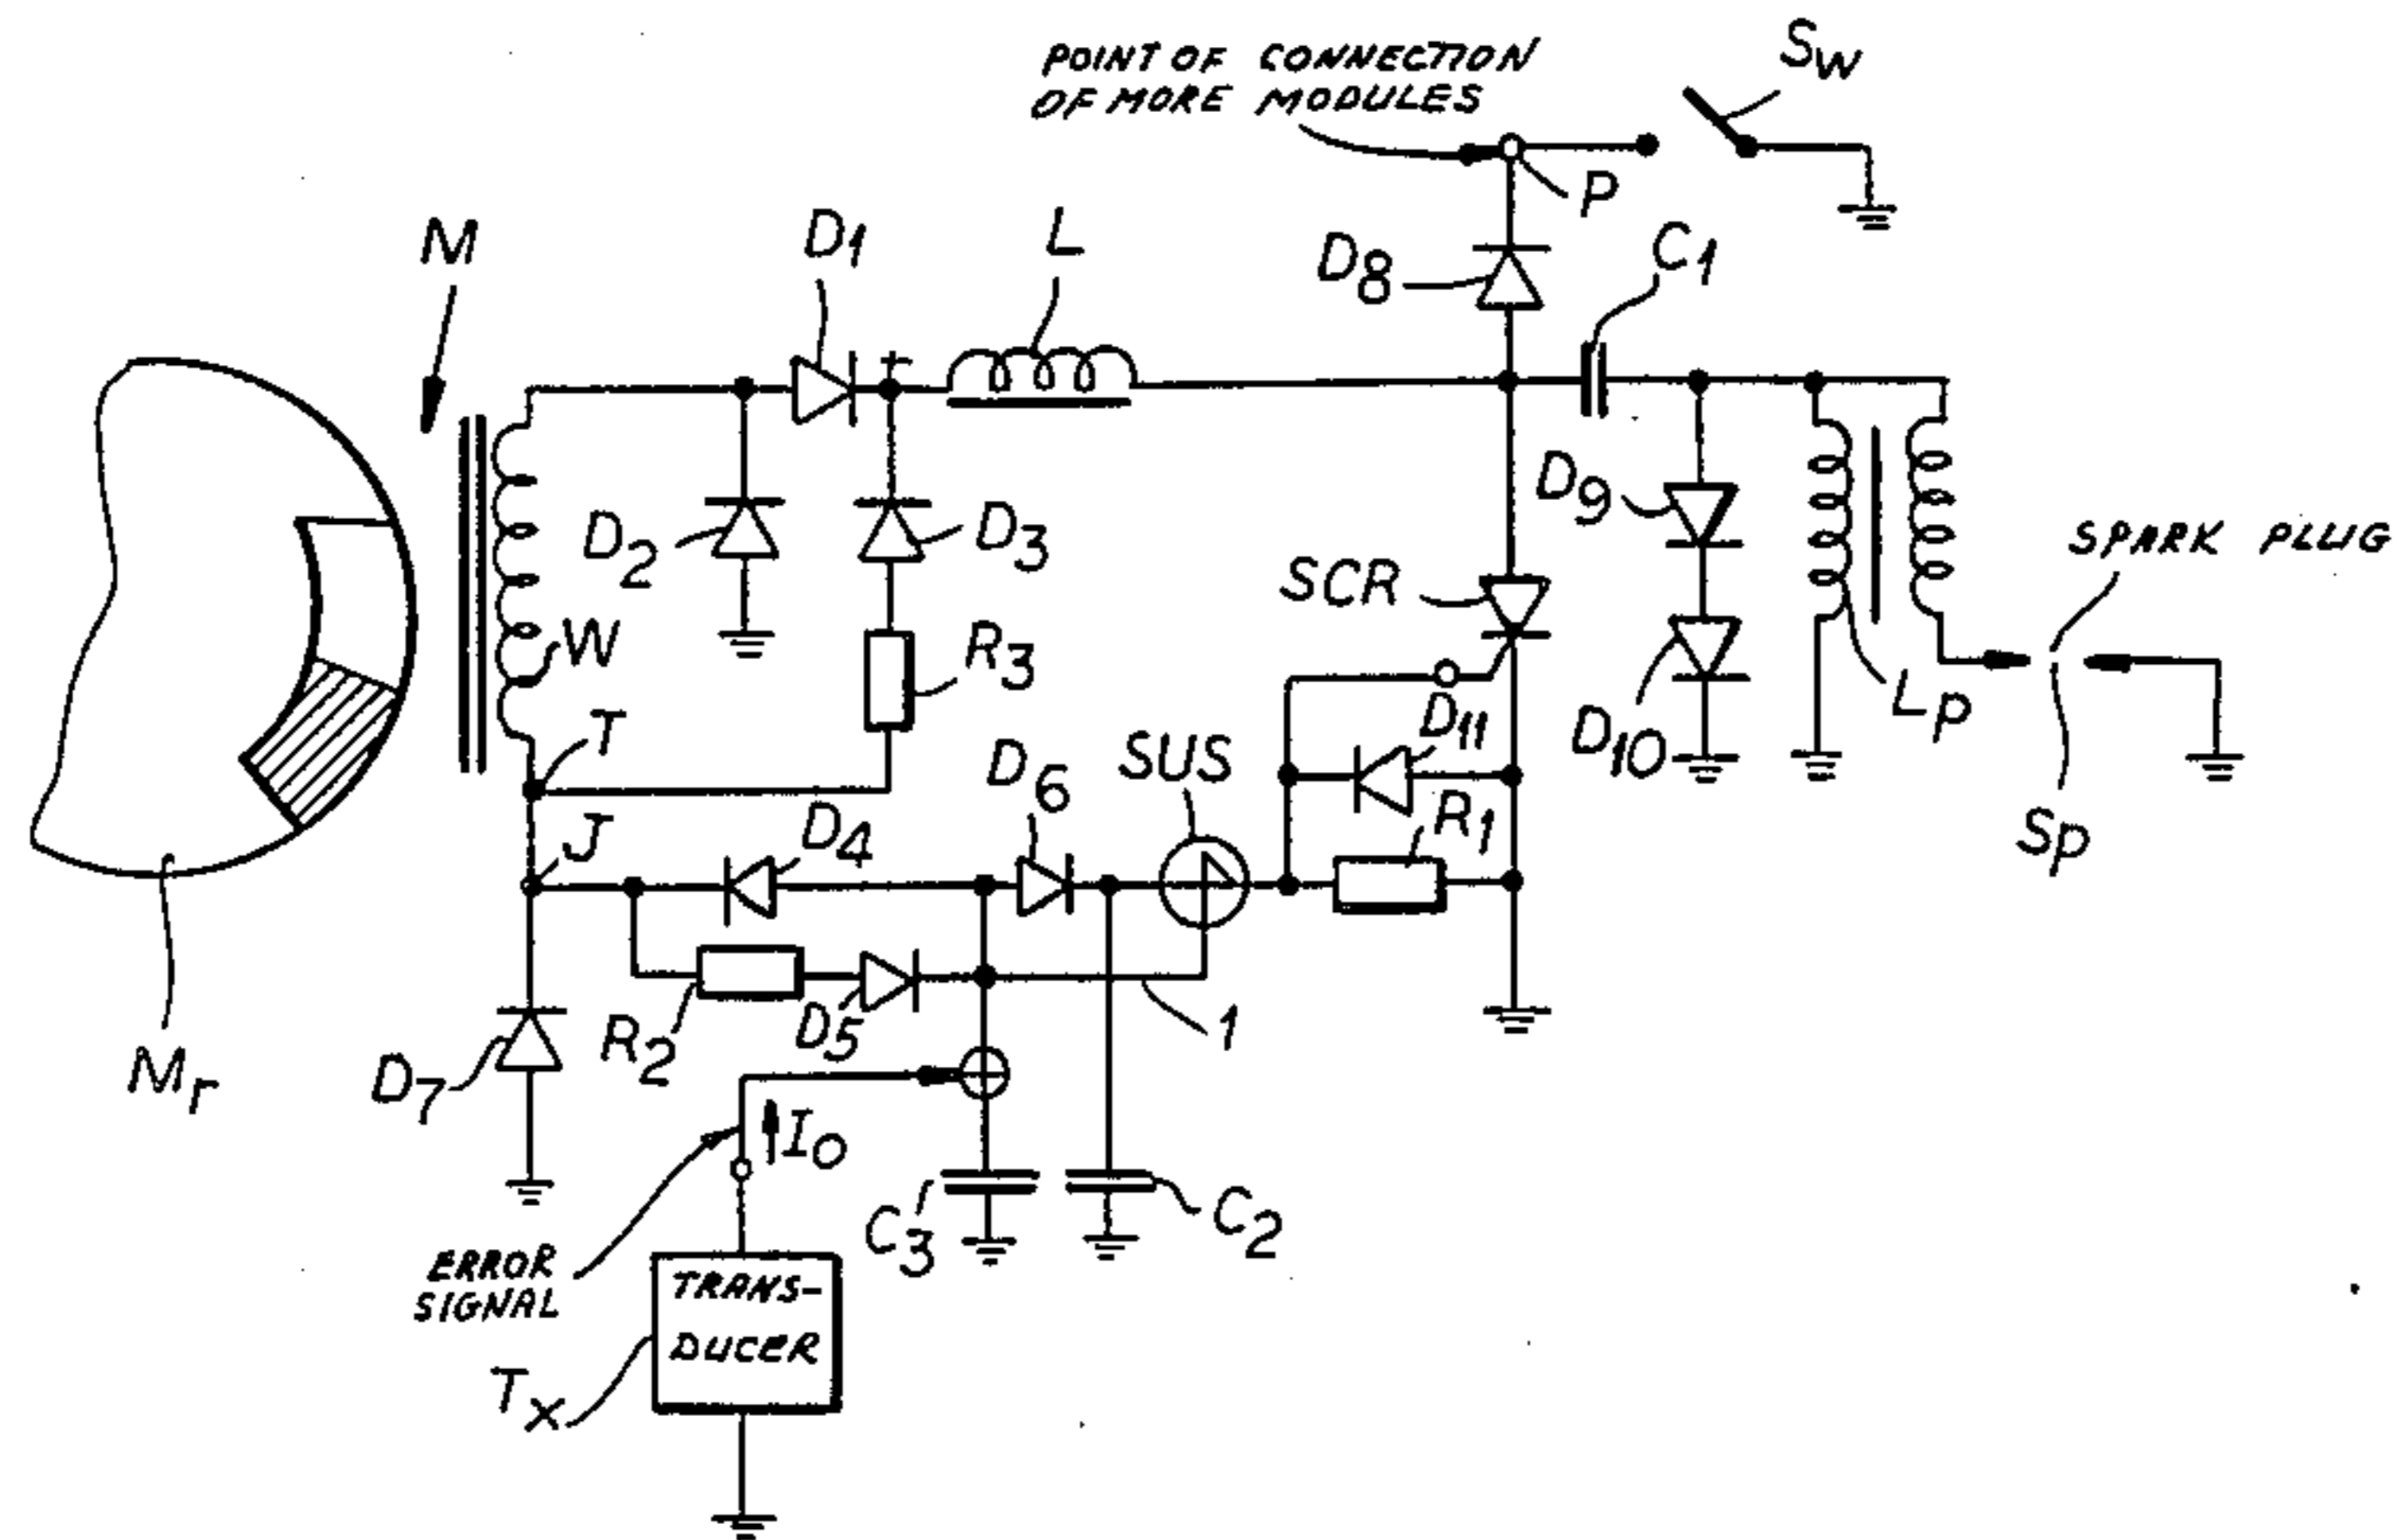 POINT OF CONNECTION
OF MORE MODULES
Sw
P
M
D1
L
D8
C1
D2
D3
D9
SCR
SPARK PLUG
W
R3
Lp
T
D11
D10
D6
SUS
Sp
J
D4
R1
R2
D5
1
Mr
D7
Io
C3
C2
ERROR
SIGNAL
TRANS-
DUCER
Tx
+